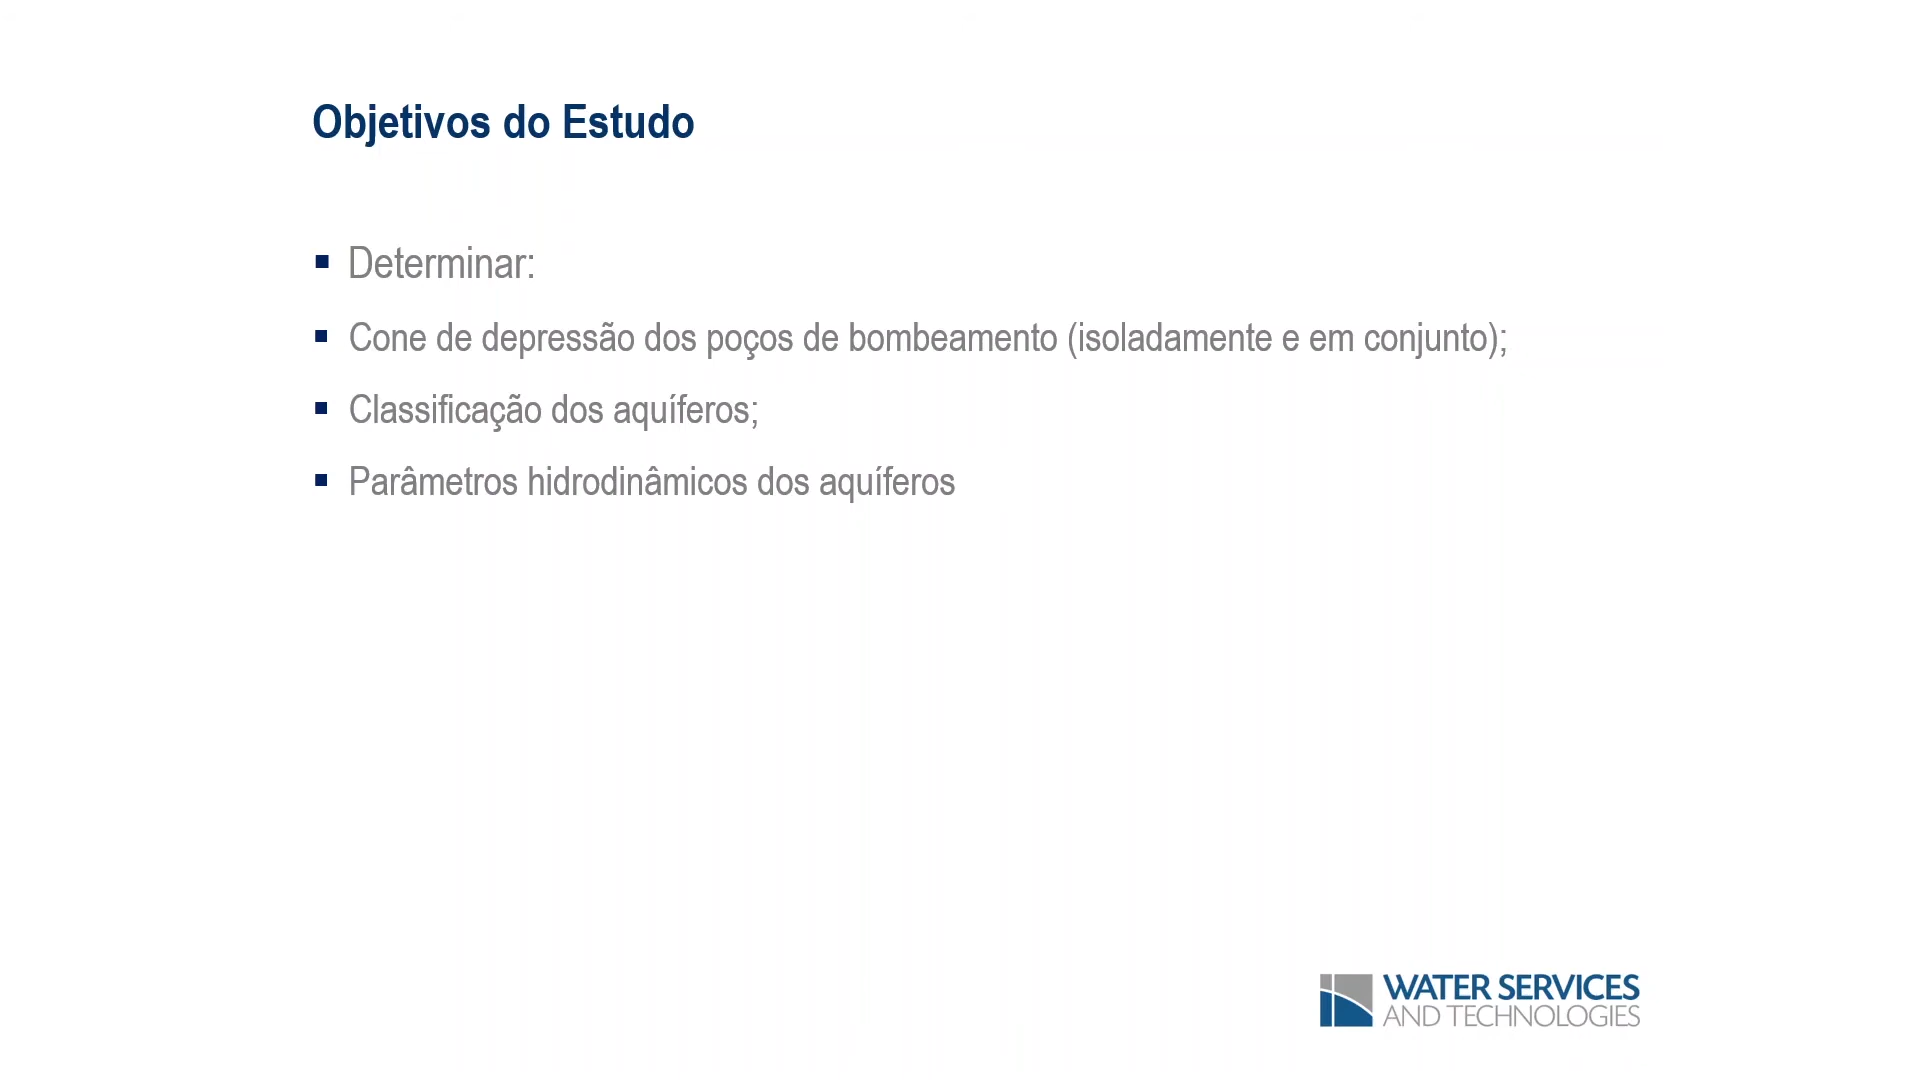 Objetivos do Estudo
▪ Determinar:
▪ Cone de depressão dos poços de bombeamento (isoladamente e em conjunto);
▪ Classificação dos aquíferos;
▪ Parâmetros hidrodinâmicos dos aquíferos
WATER SERVICES
AND TECHNOLOGIES